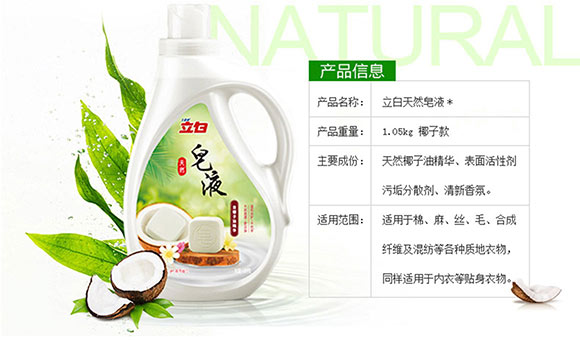 NATURAL
产品信息
产品名称： 立白天然皂液＊
产品重量： 1.05kg 椰子款
主要成份： 天然椰子油精华、表面活性剂
污垢分散剂、清新香氛。
适用范围： 适用于棉、麻、丝、毛、合成
纤维及混纺等各种质地衣物，
同样适用于内衣等贴身衣物。
立白
天然
皂液